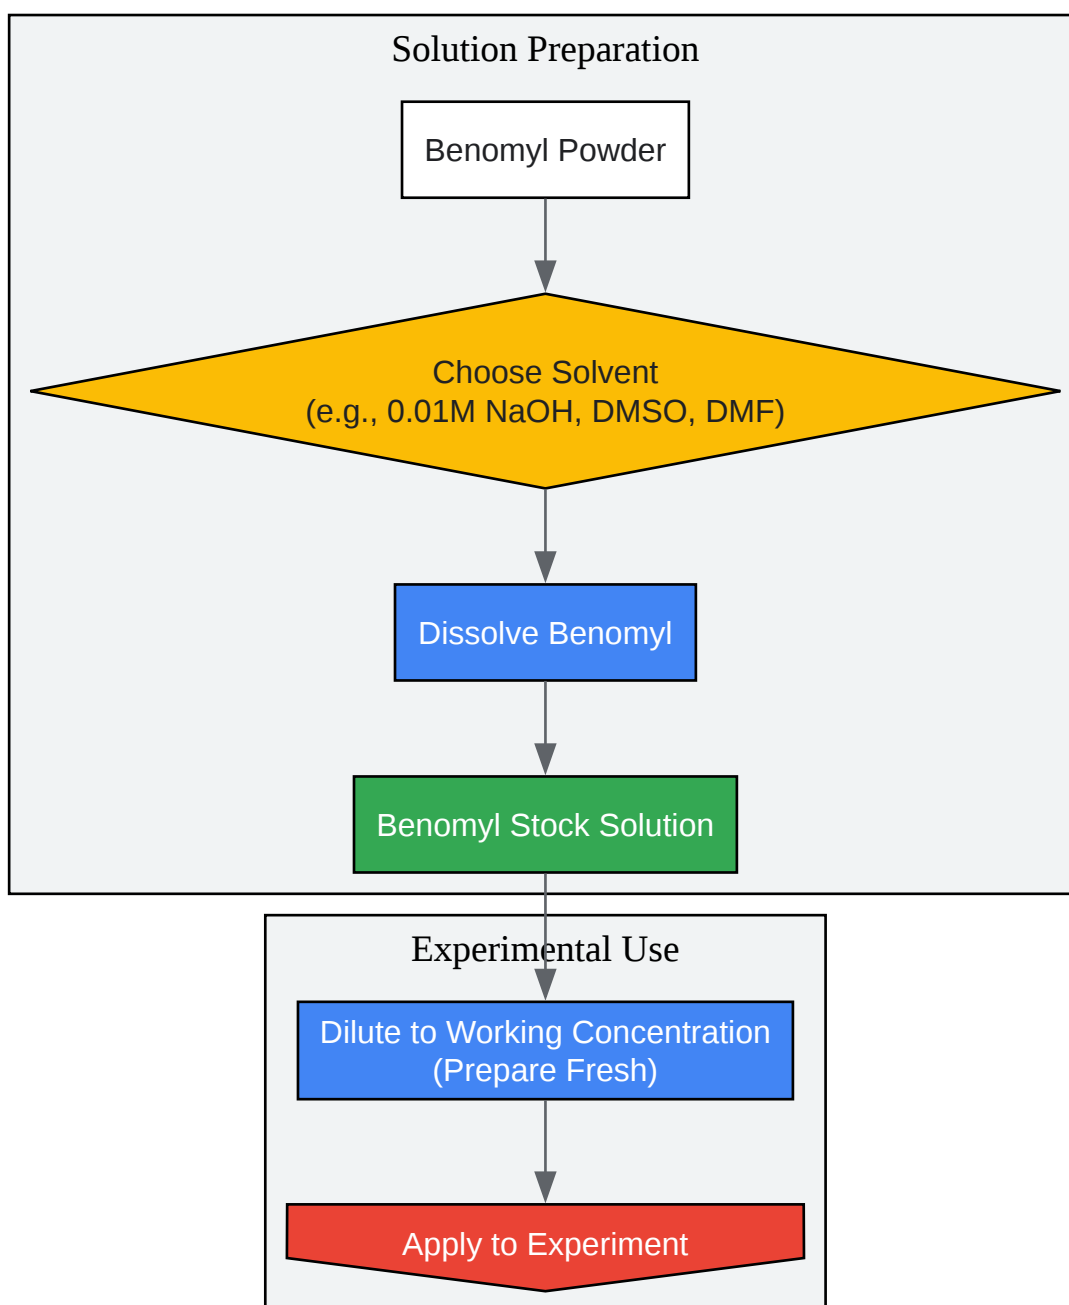 Solution Preparation
Benomyl Powder
Choose Solvent
(e.g., 0.01M NaOH, DMSO, DMF)
Dissolve Benomyl
Benomyl Stock Solution
Experimental Use
Dilute to Working Concentration
(Prepare Fresh)
Apply to Experiment